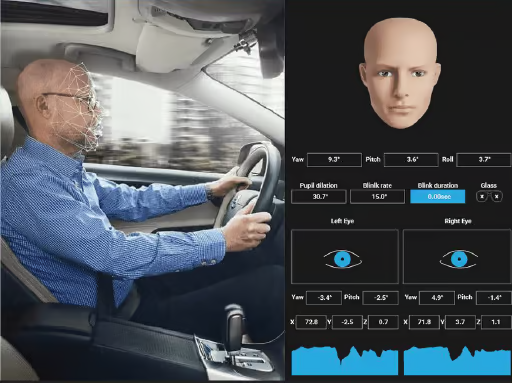 Yaw 9.3° Pitch 3.6° Roll 3.7°
Pupil dilation Blink rate Blink duration Glass
30.7° 15.0° 0.00sec x x
Left Eye Right Eye
Yaw -3.4° Pitch -2.5° Yaw 4.9° Pitch -1.4°
X 72.8 Y -2.5 Z 0.7 X 71.8 Y 3.7 Z 1.1